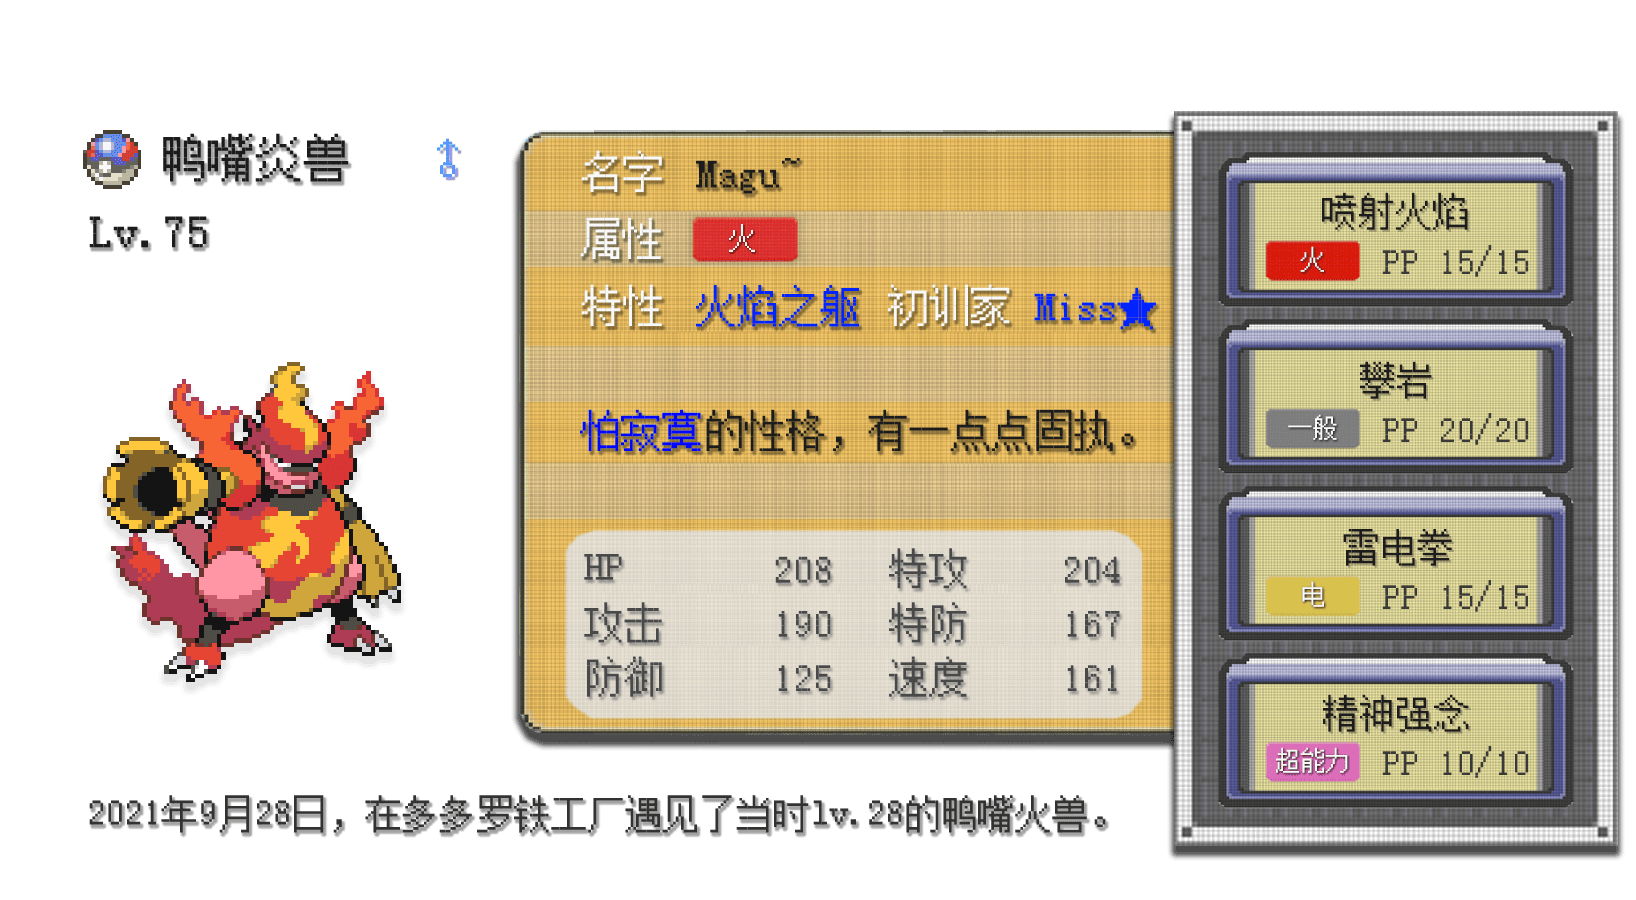 鸭嘴炎兽
Lv.75
名字 Magu~
属性 火
特性 火焰之躯 初训家 Miss★
怕寂寞的性格，有一点点固执。
HP 208 特攻 204
攻击 190 特防 167
防御 125 速度 161
喷射火焰
火 PP 15/15
攀岩
一般 PP 20/20
雷电拳
电 PP 15/15
精神强念
超能力 PP 10/10
2021年9月28日，在多多罗铁工厂遇见了当时lv.28的鸭嘴火兽。